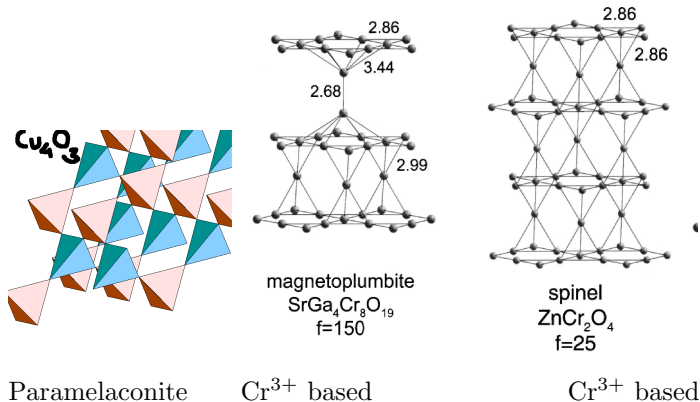 Cu4O3
2.86
3.44
2.68
2.99
magnetoplumbite
SrGa4Cr8O19
f=150
2.86
2.86
spinel
ZnCr2O4
f=25
Paramelaconite
Cr3+ based
Cr3+ based